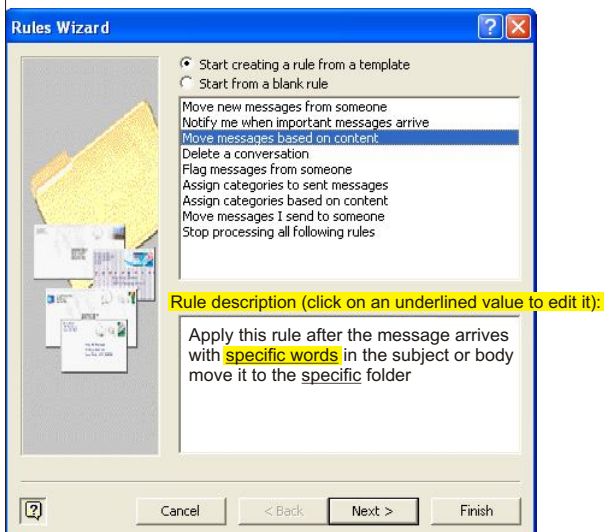 Rules Wizard
Start creating a rule from a template
Start from a blank rule
Move new messages from someone
Notify me when important messages arrive
Move messages based on content
Delete a conversation
Flag messages from someone
Assign categories to sent messages
Assign categories based on content
Move messages I send to someone
Stop processing all following rules
Rule description (click on an underlined value to edit it):
Apply this rule after the message arrives
with specific words in the subject or body
move it to the specific folder
Cancel < Back Next > Finish